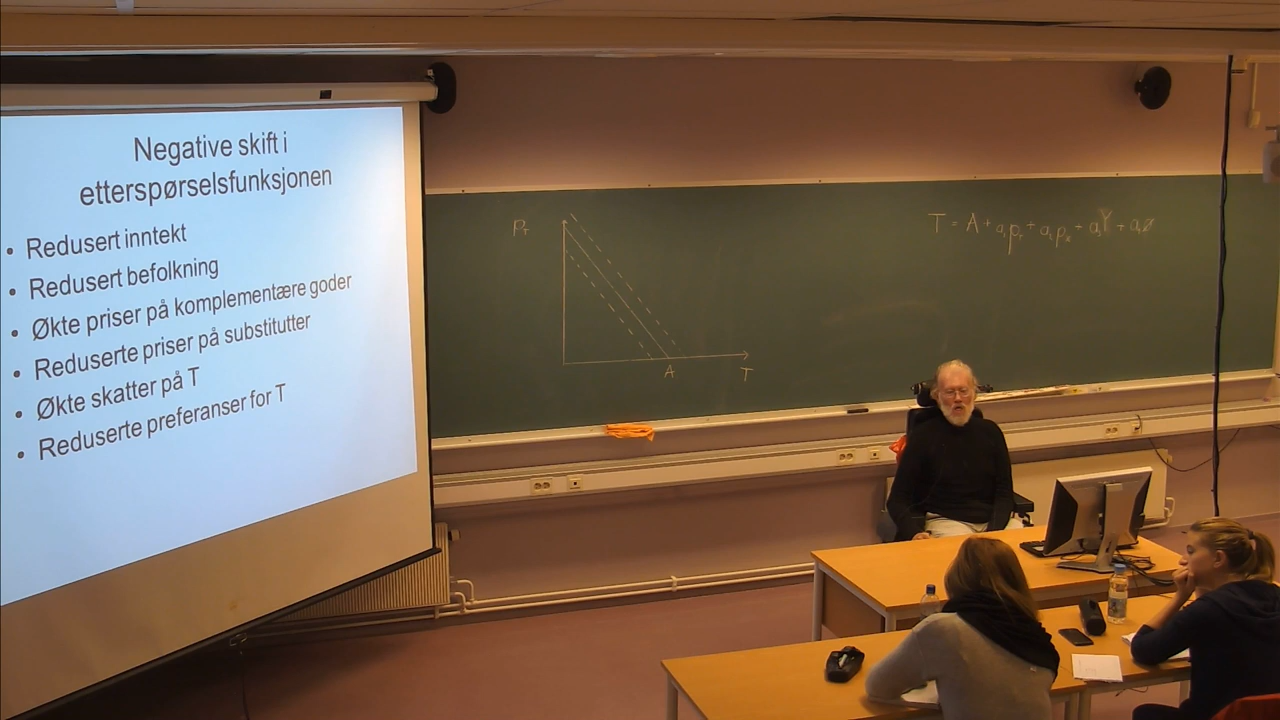 Negative skift i
etterspørselsfunksjonen
• Redusert inntekt
• Redusert befolkning
• Økte priser på komplementære goder
• Reduserte priser på substitutter
• Økte skatter på T
• Reduserte preferanser for T
A
T
T = A +